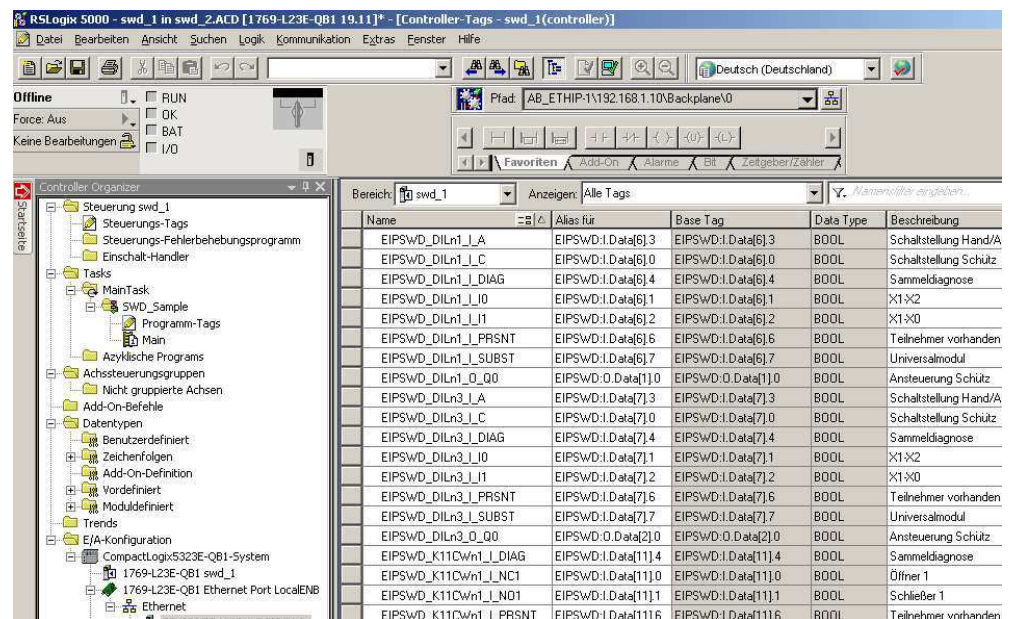 RSLogix 5000 - swd_1 in swd_2.ACD [1769-L23E-QB1 19.11]* - [Controller-Tags - swd_1(controller)]
Datei Bearbeiten Ansicht Suchen Logik Kommunikation Extras Fenster Hilfe
Deutsch (Deutschland)
Offline
RUN
Force: Aus
OK
Keine Bearbeitungen
BAT
I/O
Pfad: AB_ETHIP-1\192.168.1.10\Backplane\0
Favoriten Add-On Alarme Bit Zeitgeber/Zähler
Startseite
Controller Organizer
Steuerung swd_1
Steuerungs-Tags
Steuerungs-Fehlerbehebungsprogramm
Einschalt-Handler
Tasks
MainTask
SWD_Sample
Programm-Tags
Main
Azyklische Programs
Achssteuerungsgruppen
Nicht gruppierte Achsen
Add-On-Befehle
Datentypen
Benutzerdefiniert
Zeichenfolgen
Add-On-Definition
Vordefiniert
Moduldefiniert
Trends
E/A-Konfiguration
CompactLogix5323E-QB1-System
1769-L23E-QB1 swd_1
1769-L23E-QB1 Ethernet Port LocalENB
Ethernet
Bereich: swd_1 Anzeigen: Alle Tags Namensfilter eingeben...
Name Alias für Base Tag Data Type Beschreibung
EIPSWD_DILn1_I_A EIPSWD:I.Data[6].3 EIPSWD:I.Data[6].3 BOOL Schaltstellung Hand/A
EIPSWD_DILn1_I_C EIPSWD:I.Data[6].0 EIPSWD:I.Data[6].0 BOOL Schaltstellung Schütz
EIPSWD_DILn1_I_DIAG EIPSWD:I.Data[6].4 EIPSWD:I.Data[6].4 BOOL Sammeldiagnose
EIPSWD_DILn1_I_I0 EIPSWD:I.Data[6].1 EIPSWD:I.Data[6].1 BOOL X1-X2
EIPSWD_DILn1_I_I1 EIPSWD:I.Data[6].2 EIPSWD:I.Data[6].2 BOOL X1-X0
EIPSWD_DILn1_I_PRSNT EIPSWD:I.Data[6].6 EIPSWD:I.Data[6].6 BOOL Teilnehmer vorhanden
EIPSWD_DILn1_I_SUBST EIPSWD:I.Data[6].7 EIPSWD:I.Data[6].7 BOOL Universalmodul
EIPSWD_DILn1_O_Q0 EIPSWD:O.Data[1].0 EIPSWD:O.Data[1].0 BOOL Ansteuerung Schütz
EIPSWD_DILn3_I_A EIPSWD:I.Data[7].3 EIPSWD:I.Data[7].3 BOOL Schaltstellung Hand/A
EIPSWD_DILn3_I_C EIPSWD:I.Data[7].0 EIPSWD:I.Data[7].0 BOOL Schaltstellung Schütz
EIPSWD_DILn3_I_DIAG EIPSWD:I.Data[7].4 EIPSWD:I.Data[7].4 BOOL Sammeldiagnose
EIPSWD_DILn3_I_I0 EIPSWD:I.Data[7].1 EIPSWD:I.Data[7].1 BOOL X1-X2
EIPSWD_DILn3_I_I1 EIPSWD:I.Data[7].2 EIPSWD:I.Data[7].2 BOOL X1-X0
EIPSWD_DILn3_I_PRSNT EIPSWD:I.Data[7].6 EIPSWD:I.Data[7].6 BOOL Teilnehmer vorhanden
EIPSWD_DILn3_I_SUBST EIPSWD:I.Data[7].7 EIPSWD:I.Data[7].7 BOOL Universalmodul
EIPSWD_DILn3_O_Q0 EIPSWD:O.Data[2].0 EIPSWD:O.Data[2].0 BOOL Ansteuerung Schütz
EIPSWD_K11CWn1_I_DIAG EIPSWD:I.Data[11].4 EIPSWD:I.Data[11].4 BOOL Sammeldiagnose
EIPSWD_K11CWn1_I_NC1 EIPSWD:I.Data[11].0 EIPSWD:I.Data[11].0 BOOL Öffner 1
EIPSWD_K11CWn1_I_NO1 EIPSWD:I.Data[11].1 EIPSWD:I.Data[11].1 BOOL Schließer 1
EIPSWD_K11CWn1_I_PRSNT EIPSWD:I.Data[11].6 EIPSWD:I.Data[11].6 BOOL Teilnehmer vorhanden